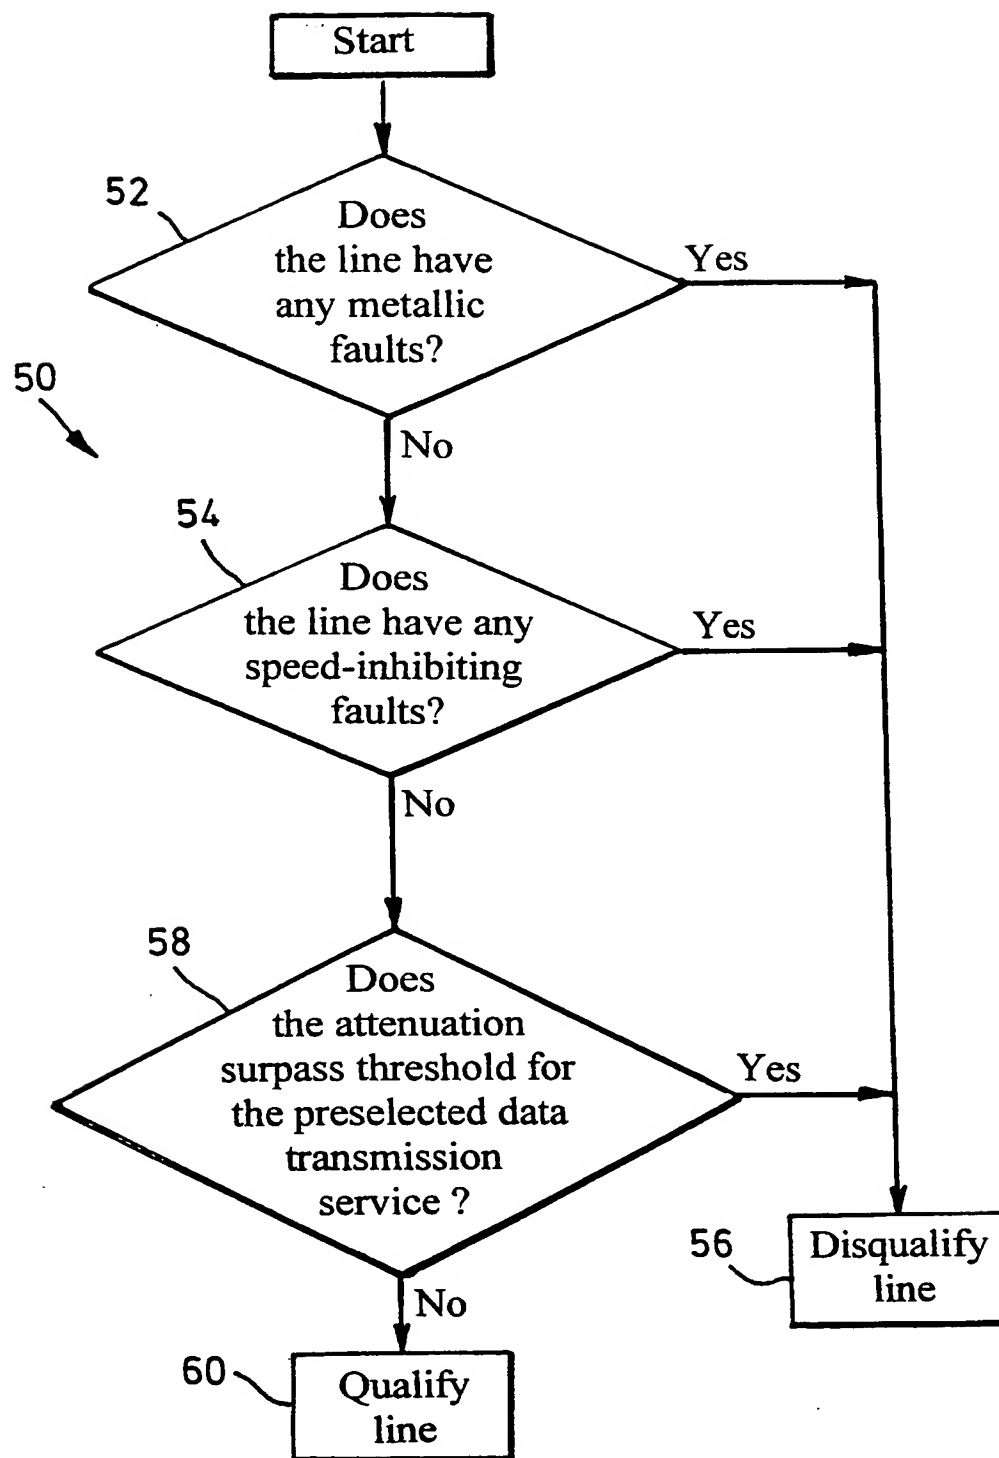 Start
52
Does
the line have
any metallic
faults?
Yes
50
No
54
Does
the line have any
speed-inhibiting
faults?
Yes
No
58
Does
the attenuation
surpass threshold for
the preselected data
transmission
service ?
Yes
56
Disqualify
line
No
60
Qualify
line